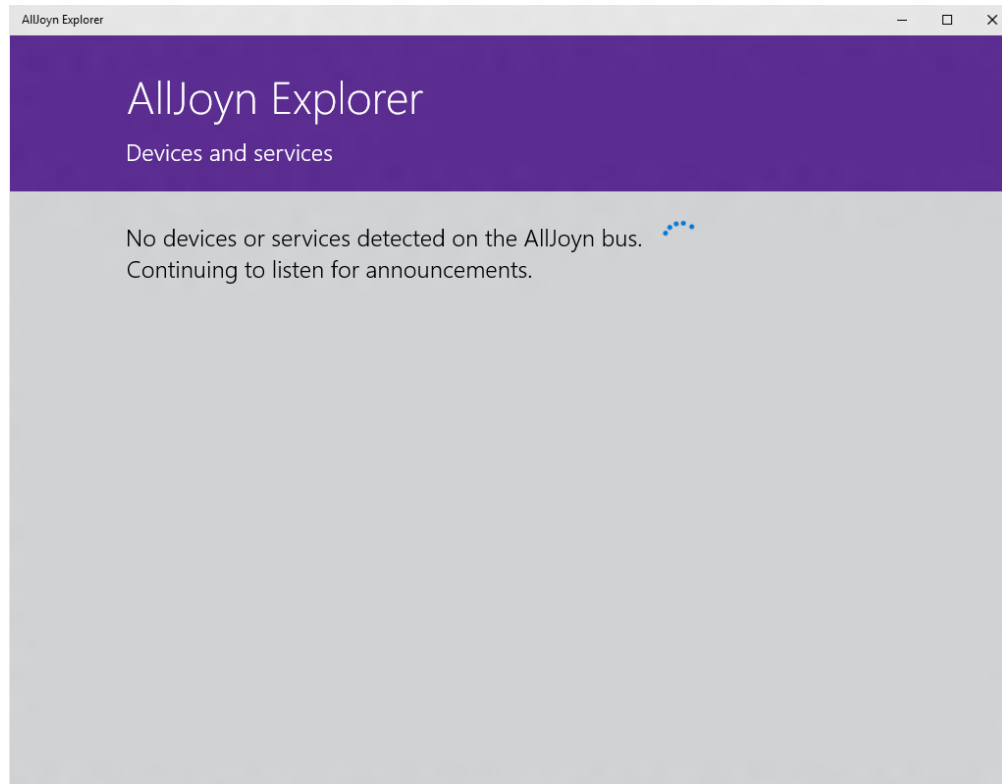 AllJoyn Explorer
AllJoyn Explorer
Devices and services
No devices or services detected on the AllJoyn bus.
Continuing to listen for announcements.